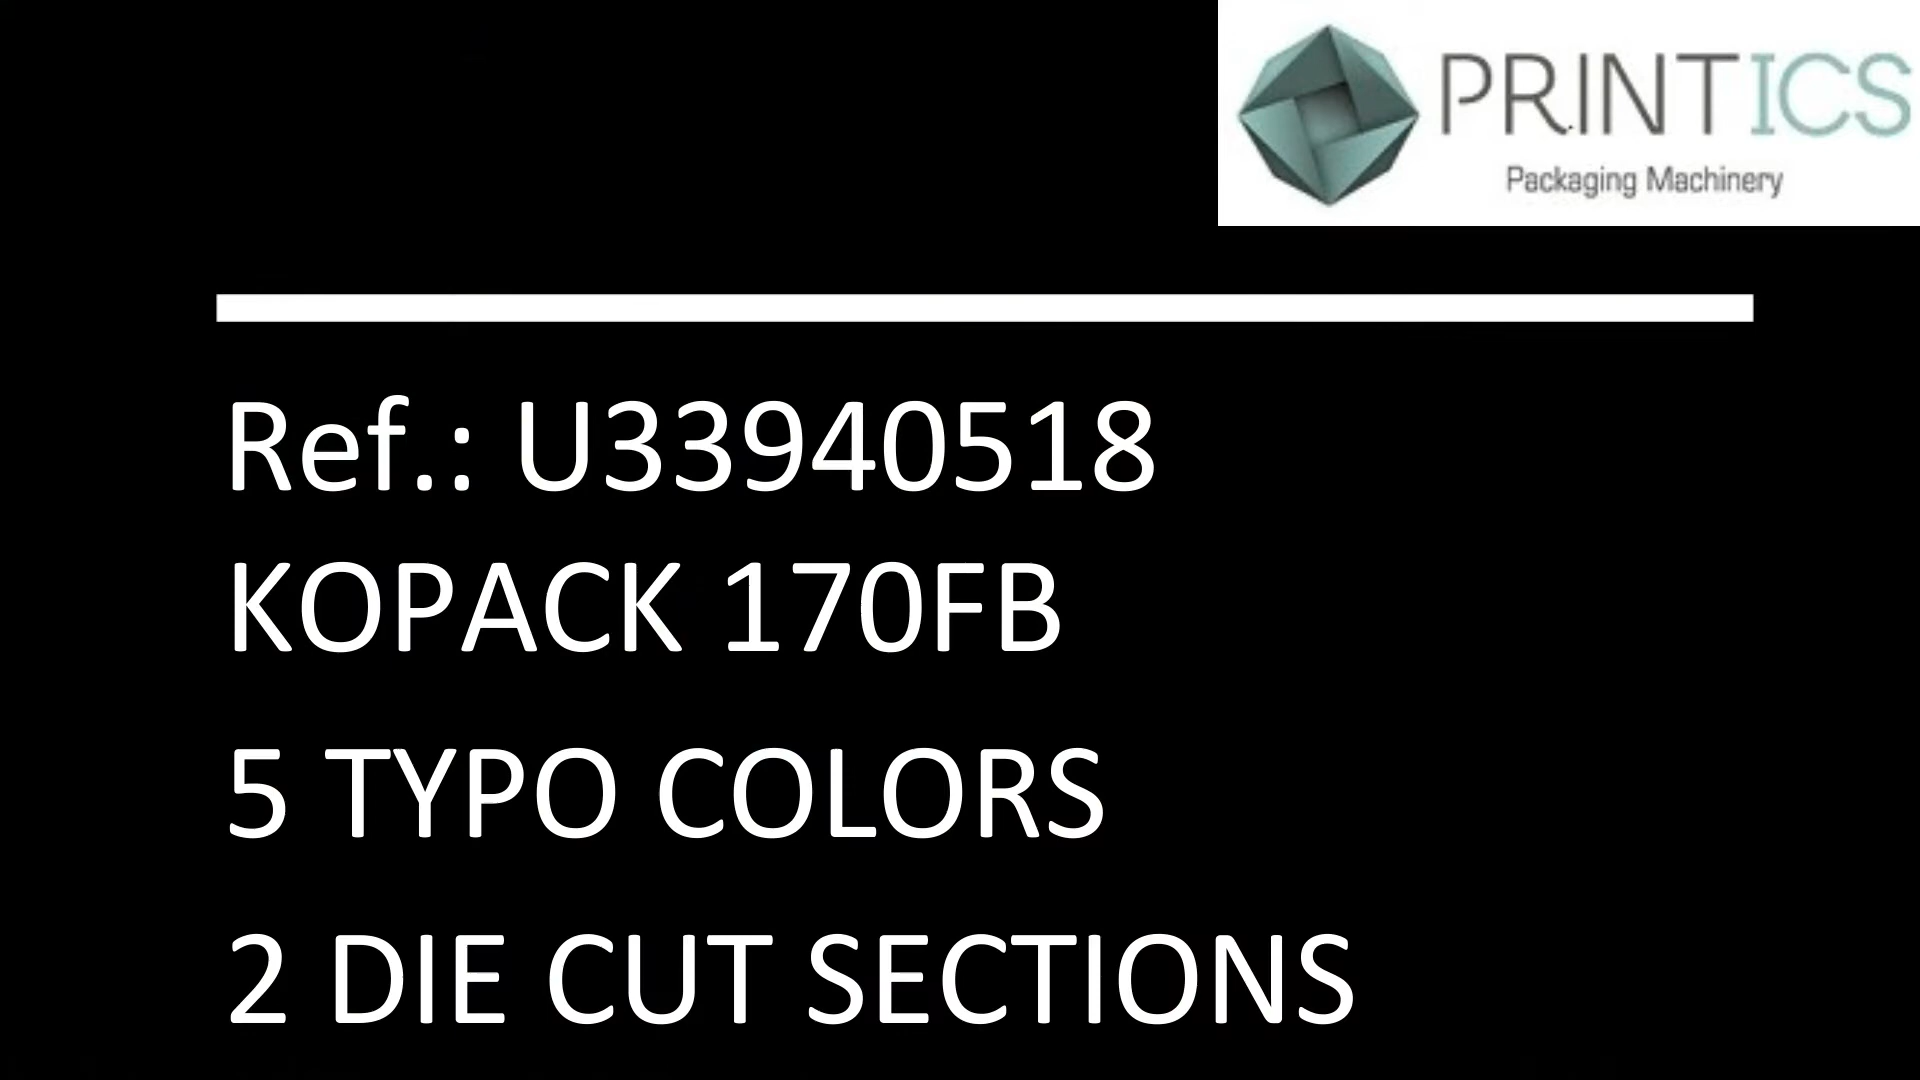 PRINTICS
Packaging Machinery
Ref.: U33940518
KOPACK 170FB
5 TYPO COLORS
2 DIE CUT SECTIONS